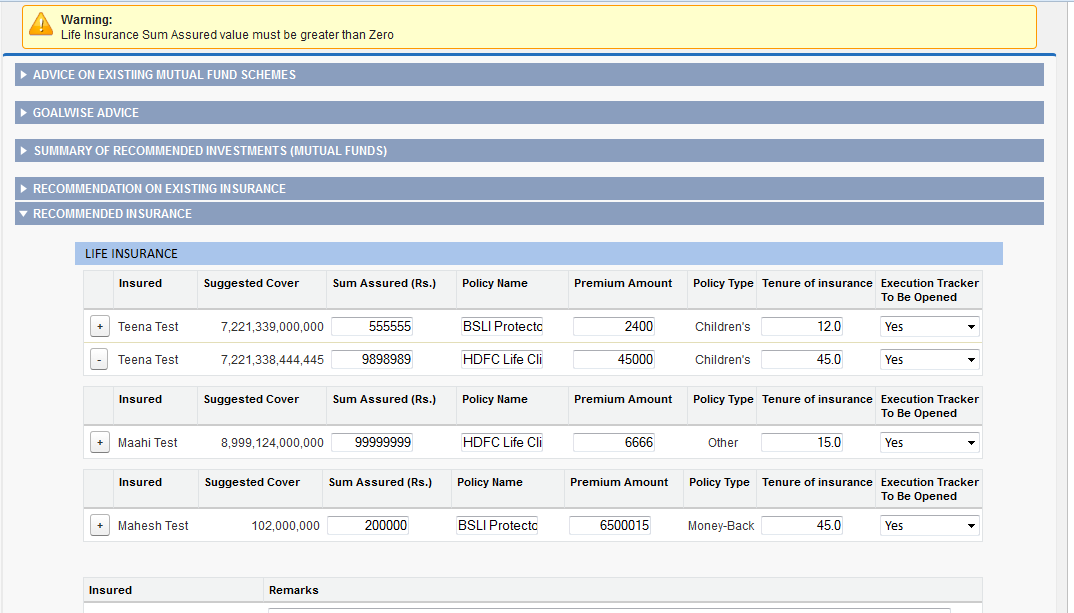 Warning:
Life Insurance Sum Assured value must be greater than Zero
ADVICE ON EXISTING MUTUAL FUND SCHEMES
GOALWISE ADVICE
SUMMARY OF RECOMMENDED INVESTMENTS (MUTUAL FUNDS)
RECOMMENDATION ON EXISTING INSURANCE
RECOMMENDED INSURANCE
LIFE INSURANCE
Insured Suggested Cover Sum Assured (Rs.) Policy Name Premium Amount Policy Type Tenure of insurance Execution Tracker
To Be Opened
+ Teena Test 7,221,339,000,000 555555 BSLI Protectc 2400 Children's 12.0 Yes
- Teena Test 7,221,338,444,445 9898989 HDFC Life Cli 45000 Children's 45.0 Yes
Insured Suggested Cover Sum Assured (Rs.) Policy Name Premium Amount Policy Type Tenure of insurance Execution Tracker
To Be Opened
+ Maahi Test 8,999,124,000,000 99999999 HDFC Life Cli 6666 Other 15.0 Yes
Insured Suggested Cover Sum Assured (Rs.) Policy Name Premium Amount Policy Type Tenure of insurance Execution Tracker
To Be Opened
+ Mahesh Test 102,000,000 200000 BSLI Protectc 6500015 Money-Back 45.0 Yes
Insured Remarks